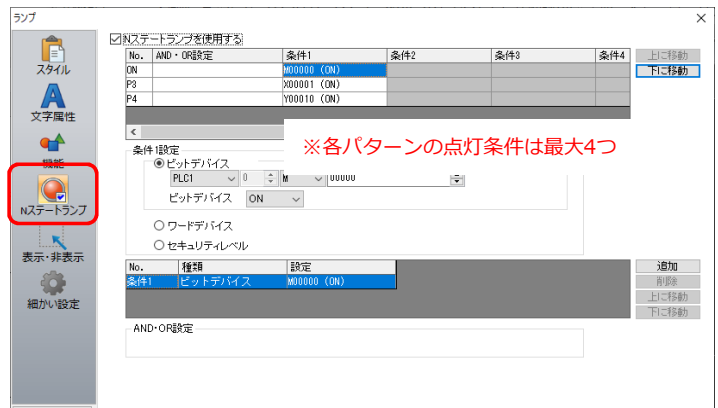 ランプ
Nステートランプを使用する
No. AND・OR設定 条件1 条件2 条件3 条件4
ON M00000 (ON)
P3 X00001 (ON)
P4 Y00010 (ON)
上に移動
下に移動
※各パターンの点灯条件は最大4つ
条件1設定
ビットデバイス
PLC1 0 M 00000
ビットデバイス ON
ワードデバイス
セキュリティレベル
No. 種類 設定
条件1 ビットデバイス M00000 (ON)
追加
削除
上に移動
下に移動
AND・OR設定
スタイル
文字属性
機能
Nステートランプ
表示・非表示
細かい設定